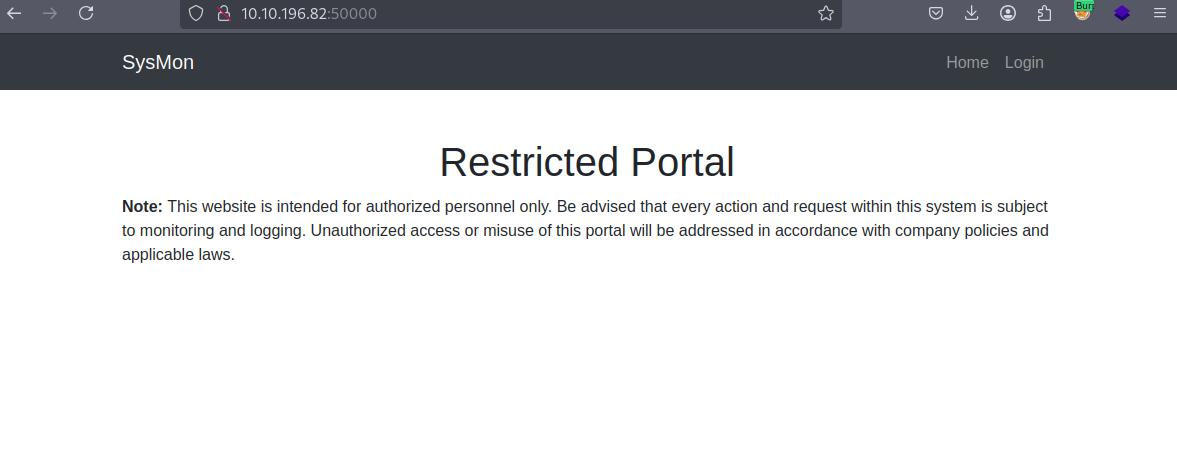 10.10.196.82:50000
Burp
SysMon
Home Login
Restricted Portal
Note: This website is intended for authorized personnel only. Be advised that every action and request within this system is subject
to monitoring and logging. Unauthorized access or misuse of this portal will be addressed in accordance with company policies and
applicable laws.